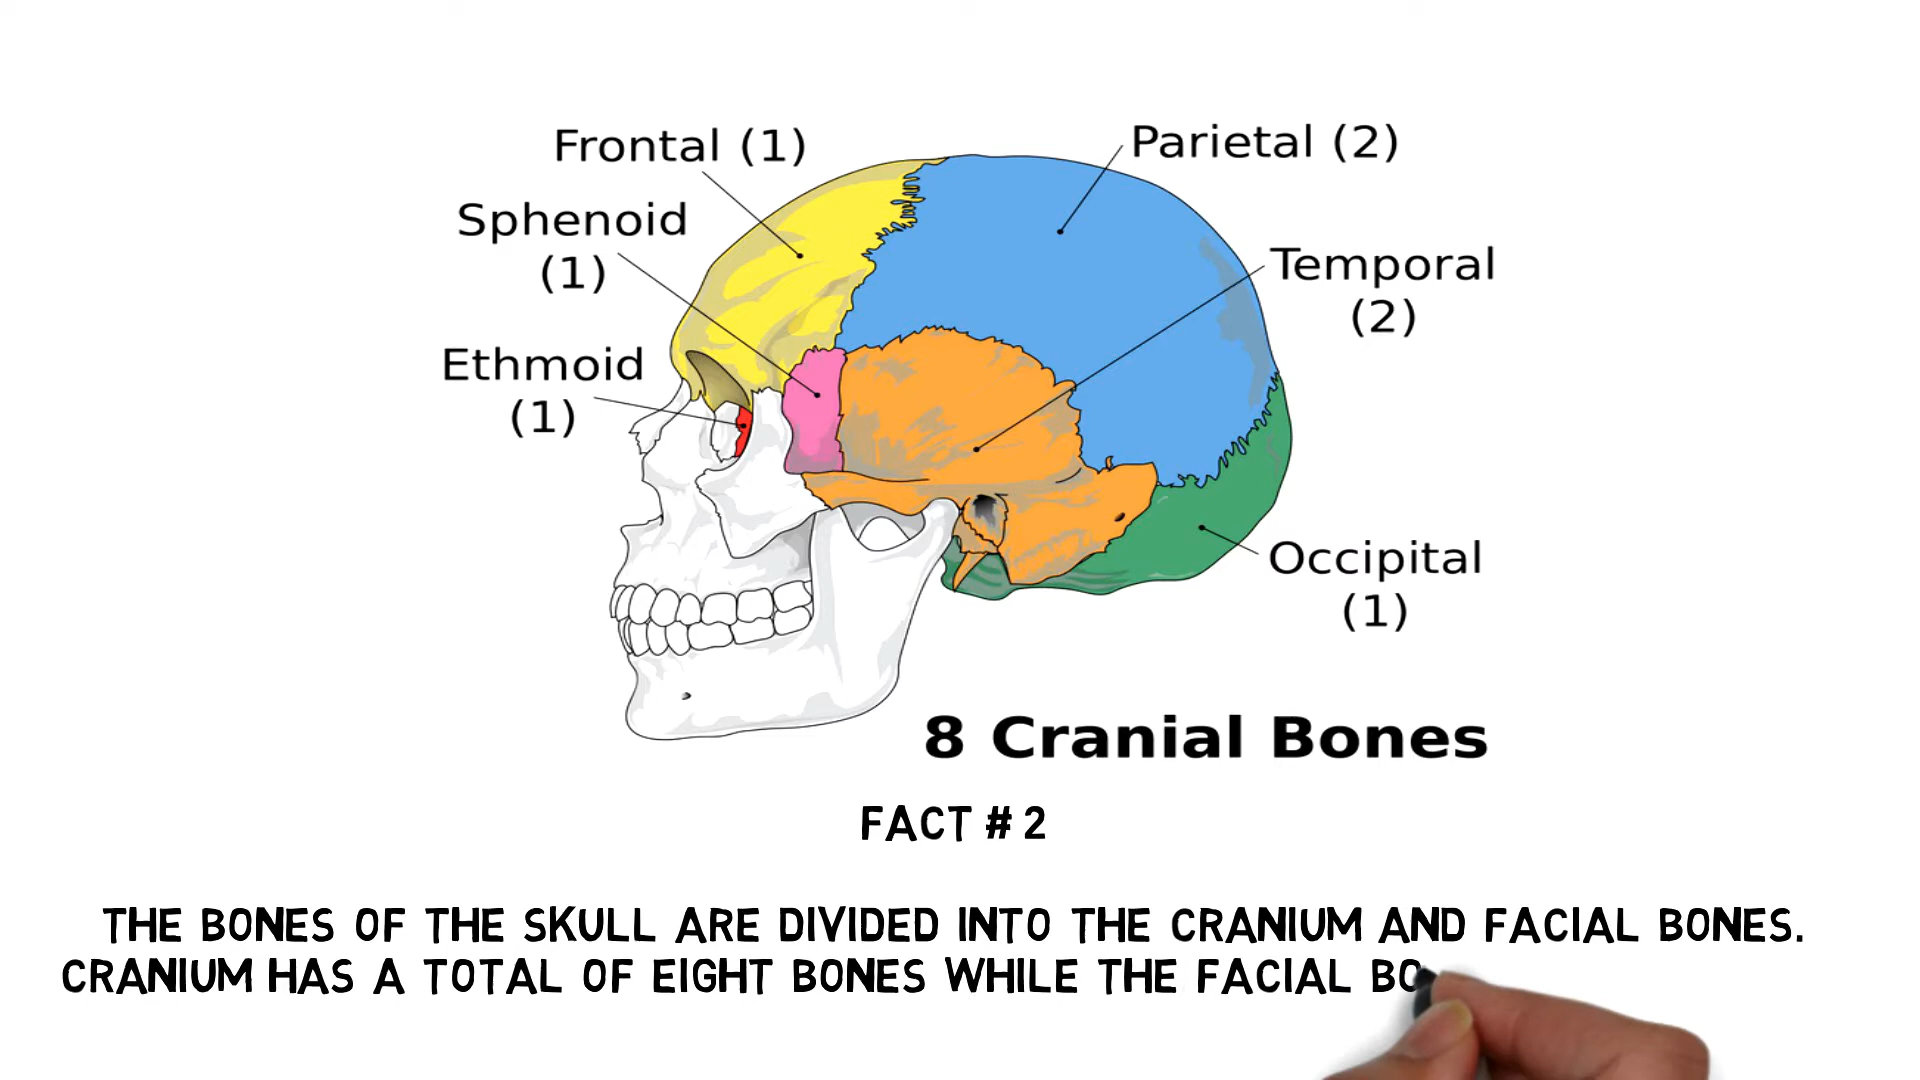 Frontal (1)
Parietal (2)
Sphenoid
(1)
Temporal
(2)
Ethmoid
(1)
Occipital
(1)
8 Cranial Bones
FACT # 2
THE BONES OF THE SKULL ARE DIVIDED INTO THE CRANIUM AND FACIAL BONES.
CRANIUM HAS A TOTAL OF EIGHT BONES WHILE THE FACIAL BO